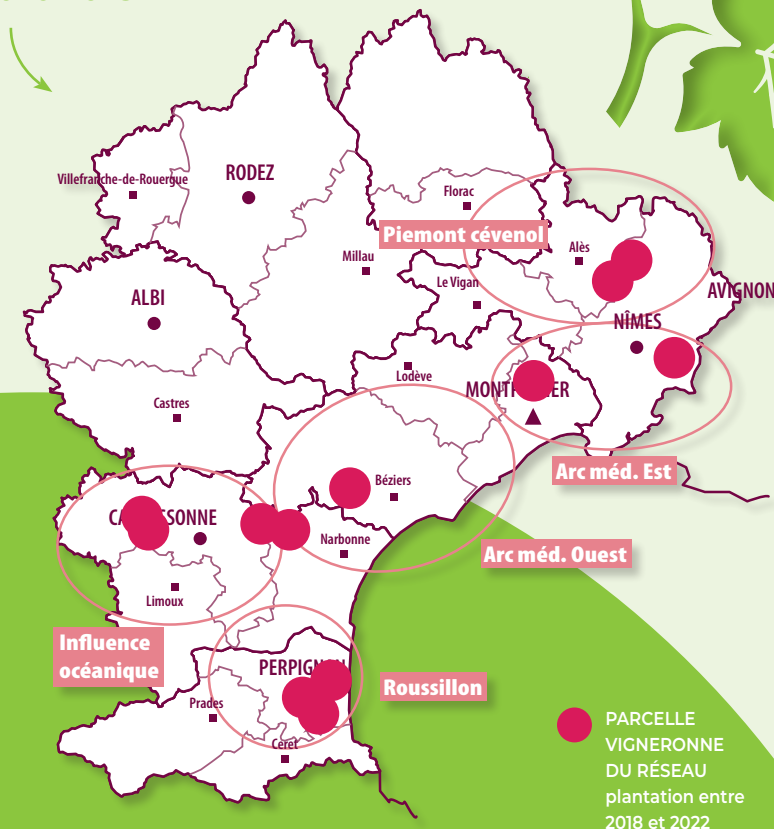 RODEZ
Villefranche-de-Rouergue
Florac
Piemont cévenol
Millau
Alès
Le Vigan
ALBI
AVIGNON
NÎMES
Lodève
Castres
Arc méd. Est
Béziers
Narbonne
Arc méd. Ouest
Limoux
Influence
océanique
Roussillon
Prades
Céret
PARCELLE
VIGNERONNE
DU RÉSEAU
plantation entre
2018 et 2022